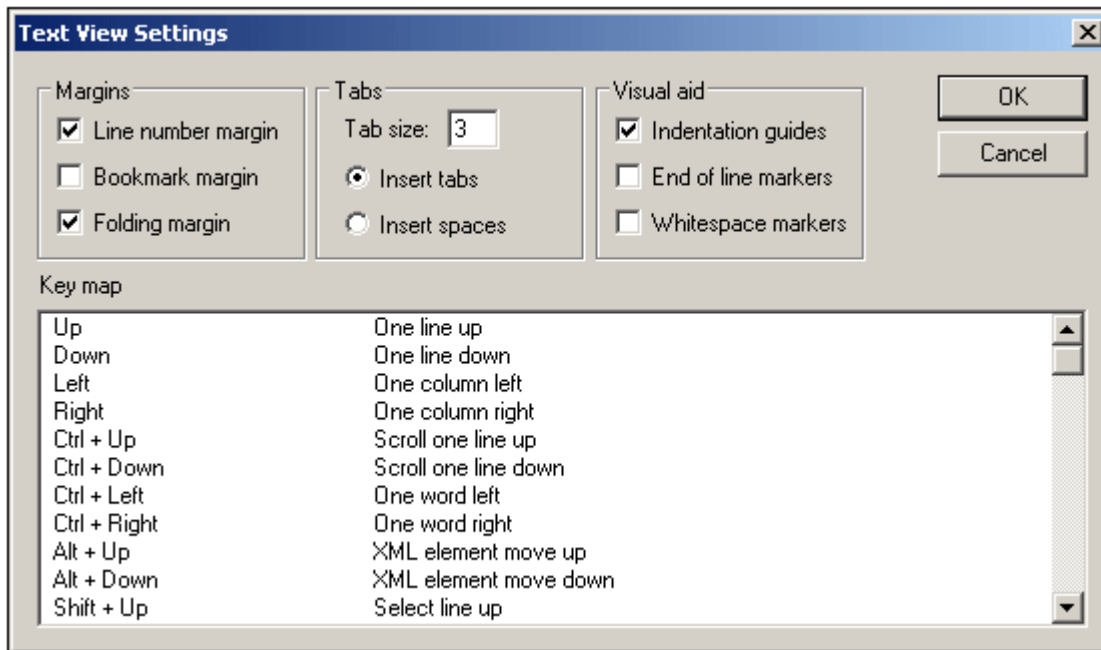 Text View Settings
Margins
Line number margin
Bookmark margin
Folding margin
Tabs
Tab size: 3
Insert tabs
Insert spaces
Visual aid
Indentation guides
End of line markers
Whitespace markers
OK
Cancel
Key map
Up One line up
Down One line down
Left One column left
Right One column right
Ctrl + Up Scroll one line up
Ctrl + Down Scroll one line down
Ctrl + Left One word left
Ctrl + Right One word right
Alt + Up XML element move up
Alt + Down XML element move down
Shift + Up Select line up